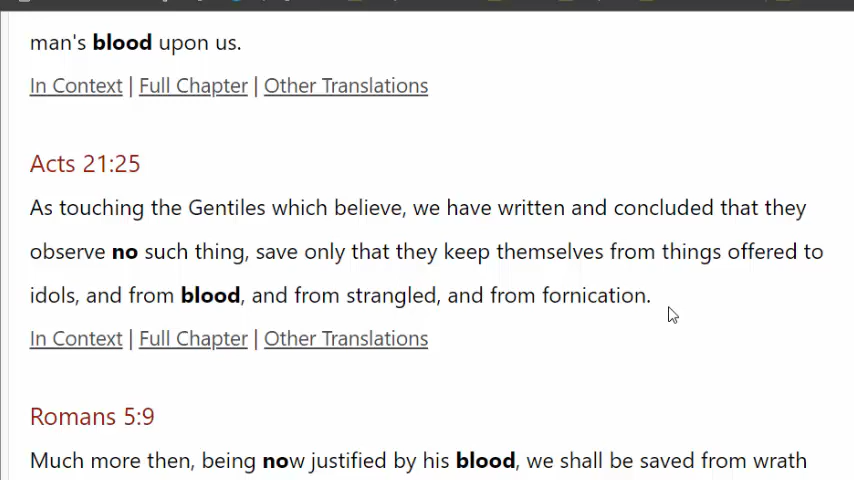 man's blood upon us.
In Context | Full Chapter | Other Translations
Acts 21:25
As touching the Gentiles which believe, we have written and concluded that they
observe no such thing, save only that they keep themselves from things offered to
idols, and from blood, and from strangled, and from fornication.
In Context | Full Chapter | Other Translations
Romans 5:9
Much more then, being now justified by his blood, we shall be saved from wrath